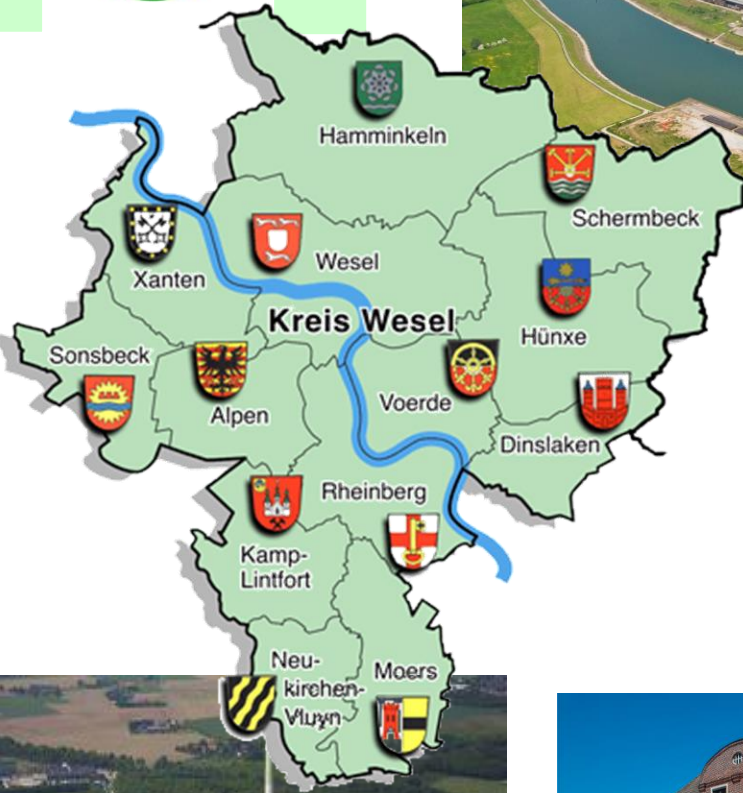 Hamminkeln
Schermbeck
Wesel
Xanten
Kreis Wesel
Hünxe
Sonsbeck
Alpen
Voerde
Dinslaken
Rheinberg
Kamp-
Lintfort
Neu-
kirchen-
Vluyn
Moers